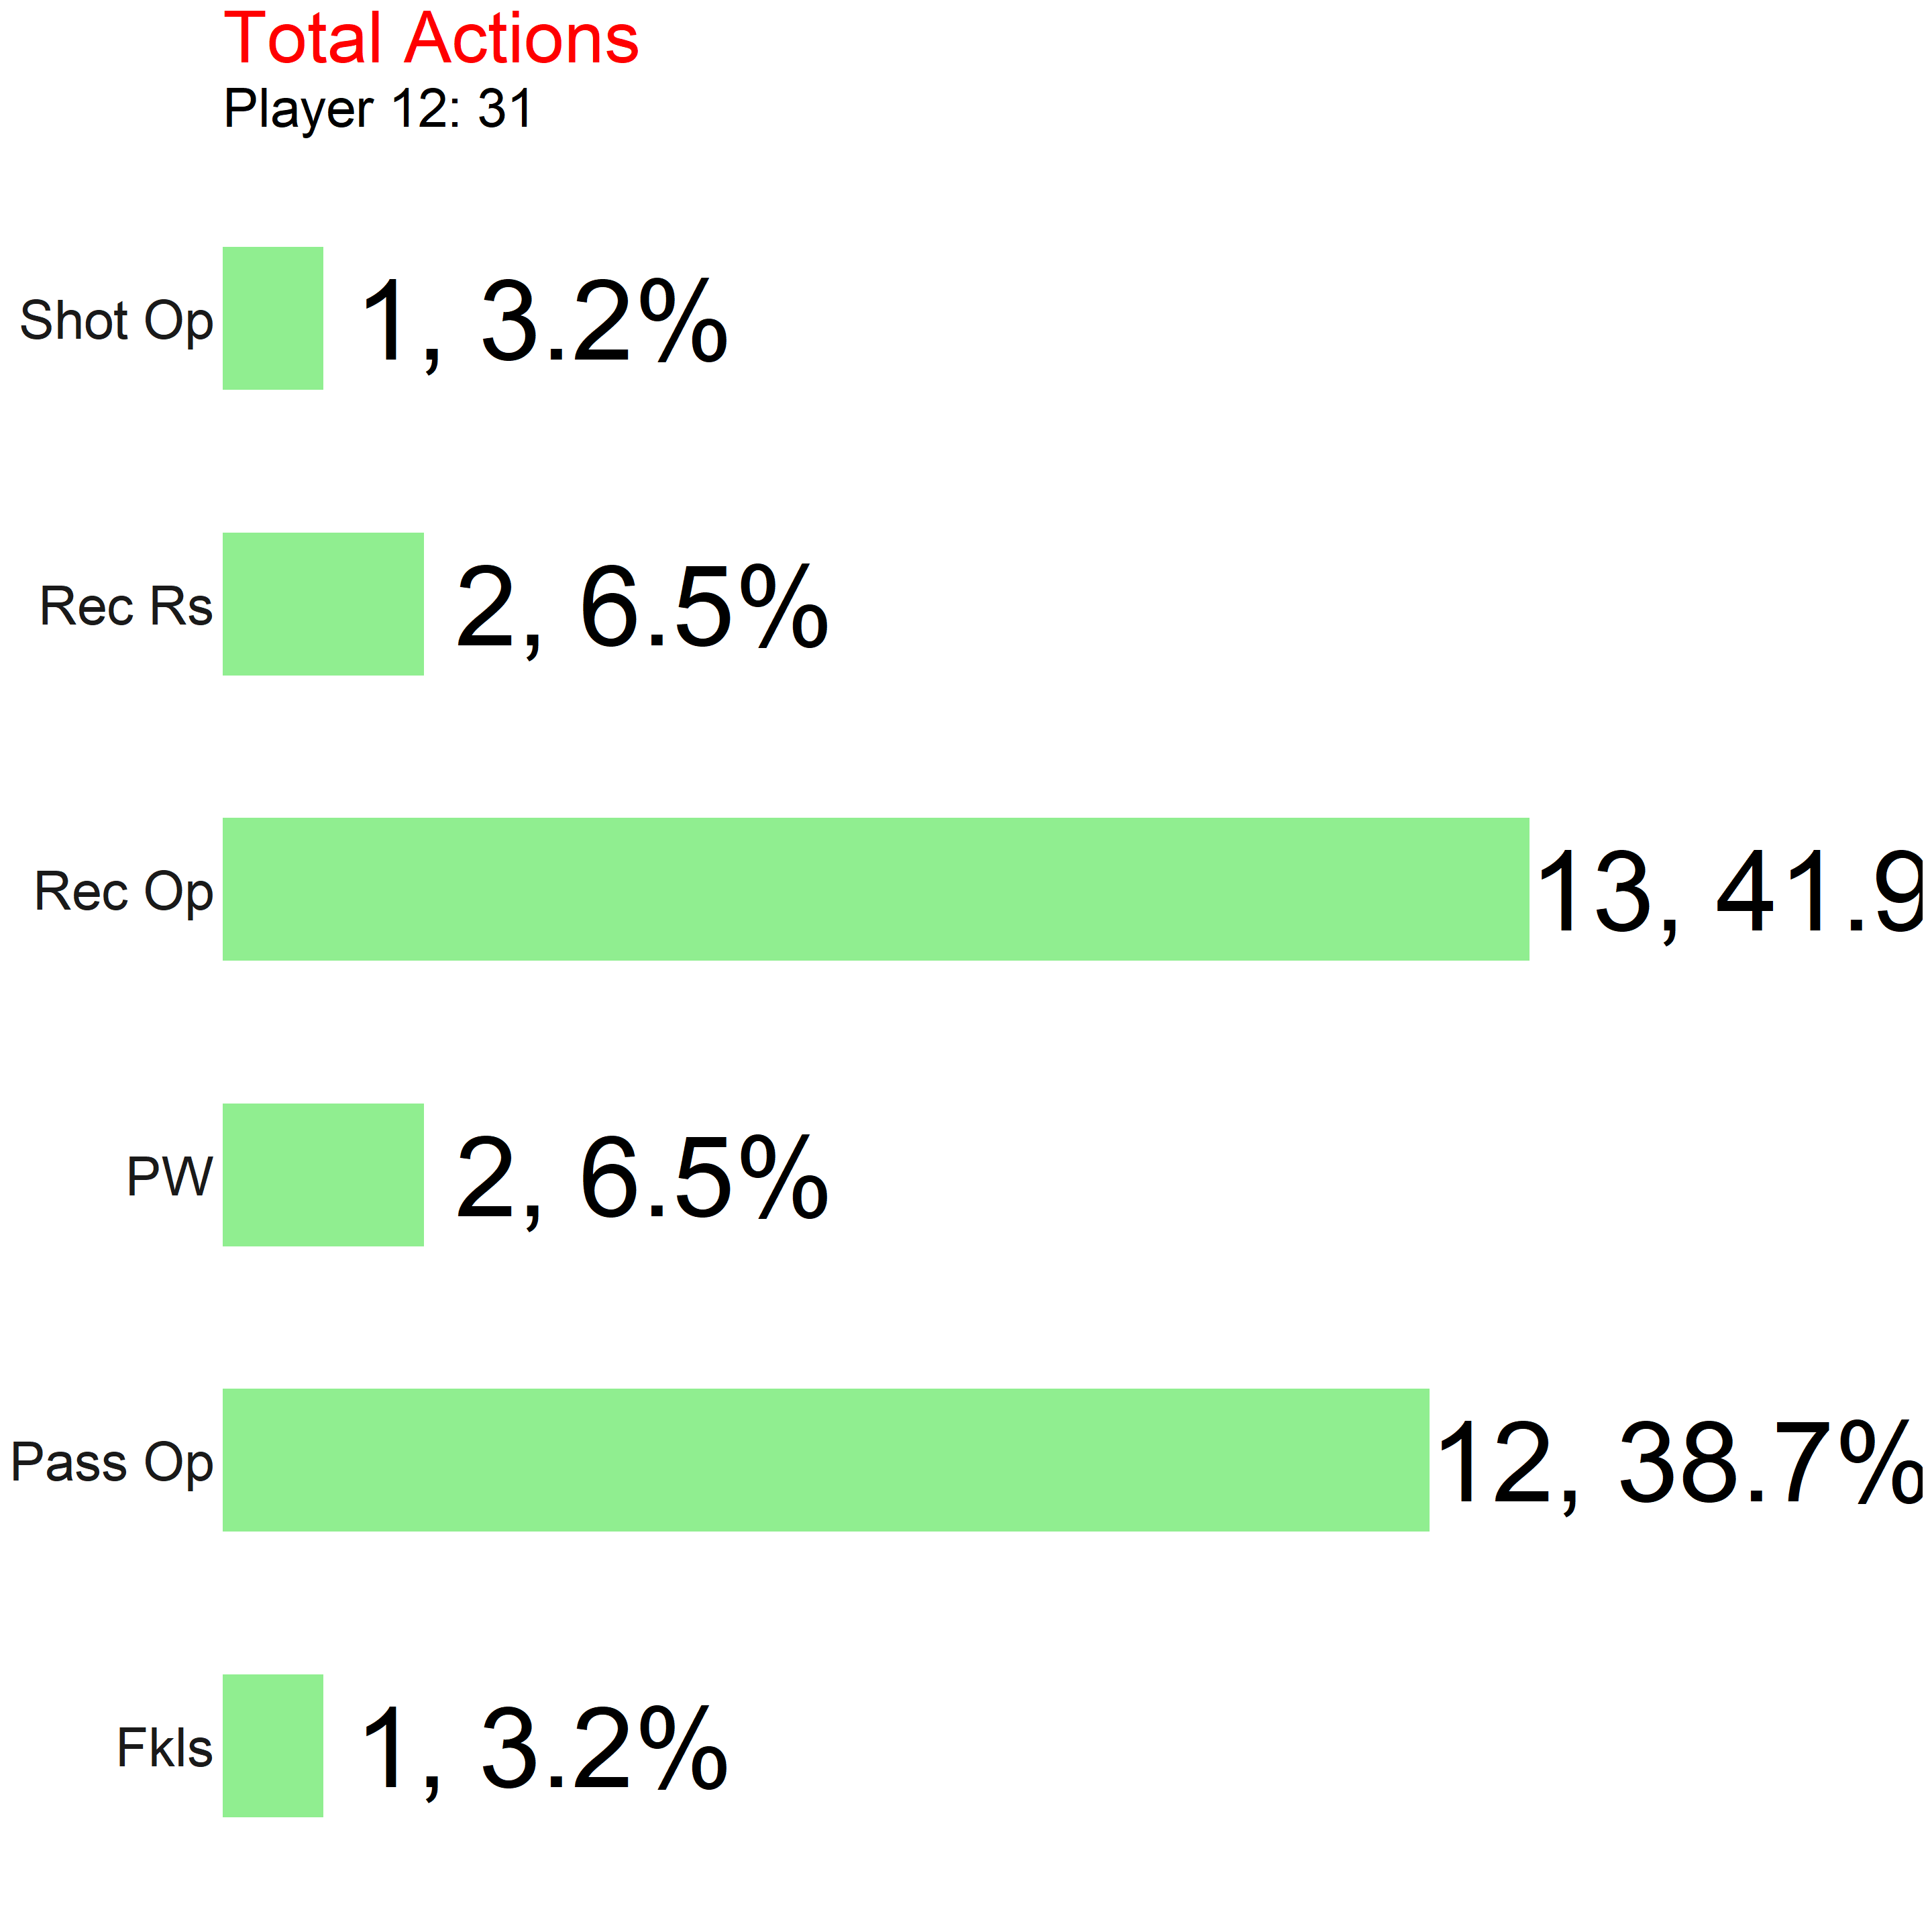 Total Actions
Player 12: 31
Shot Op 1, 3.2%
Rec Rs 2, 6.5%
Rec Op 13, 41.9
PW 2, 6.5%
Pass Op 12, 38.7%
Fkls 1, 3.2%